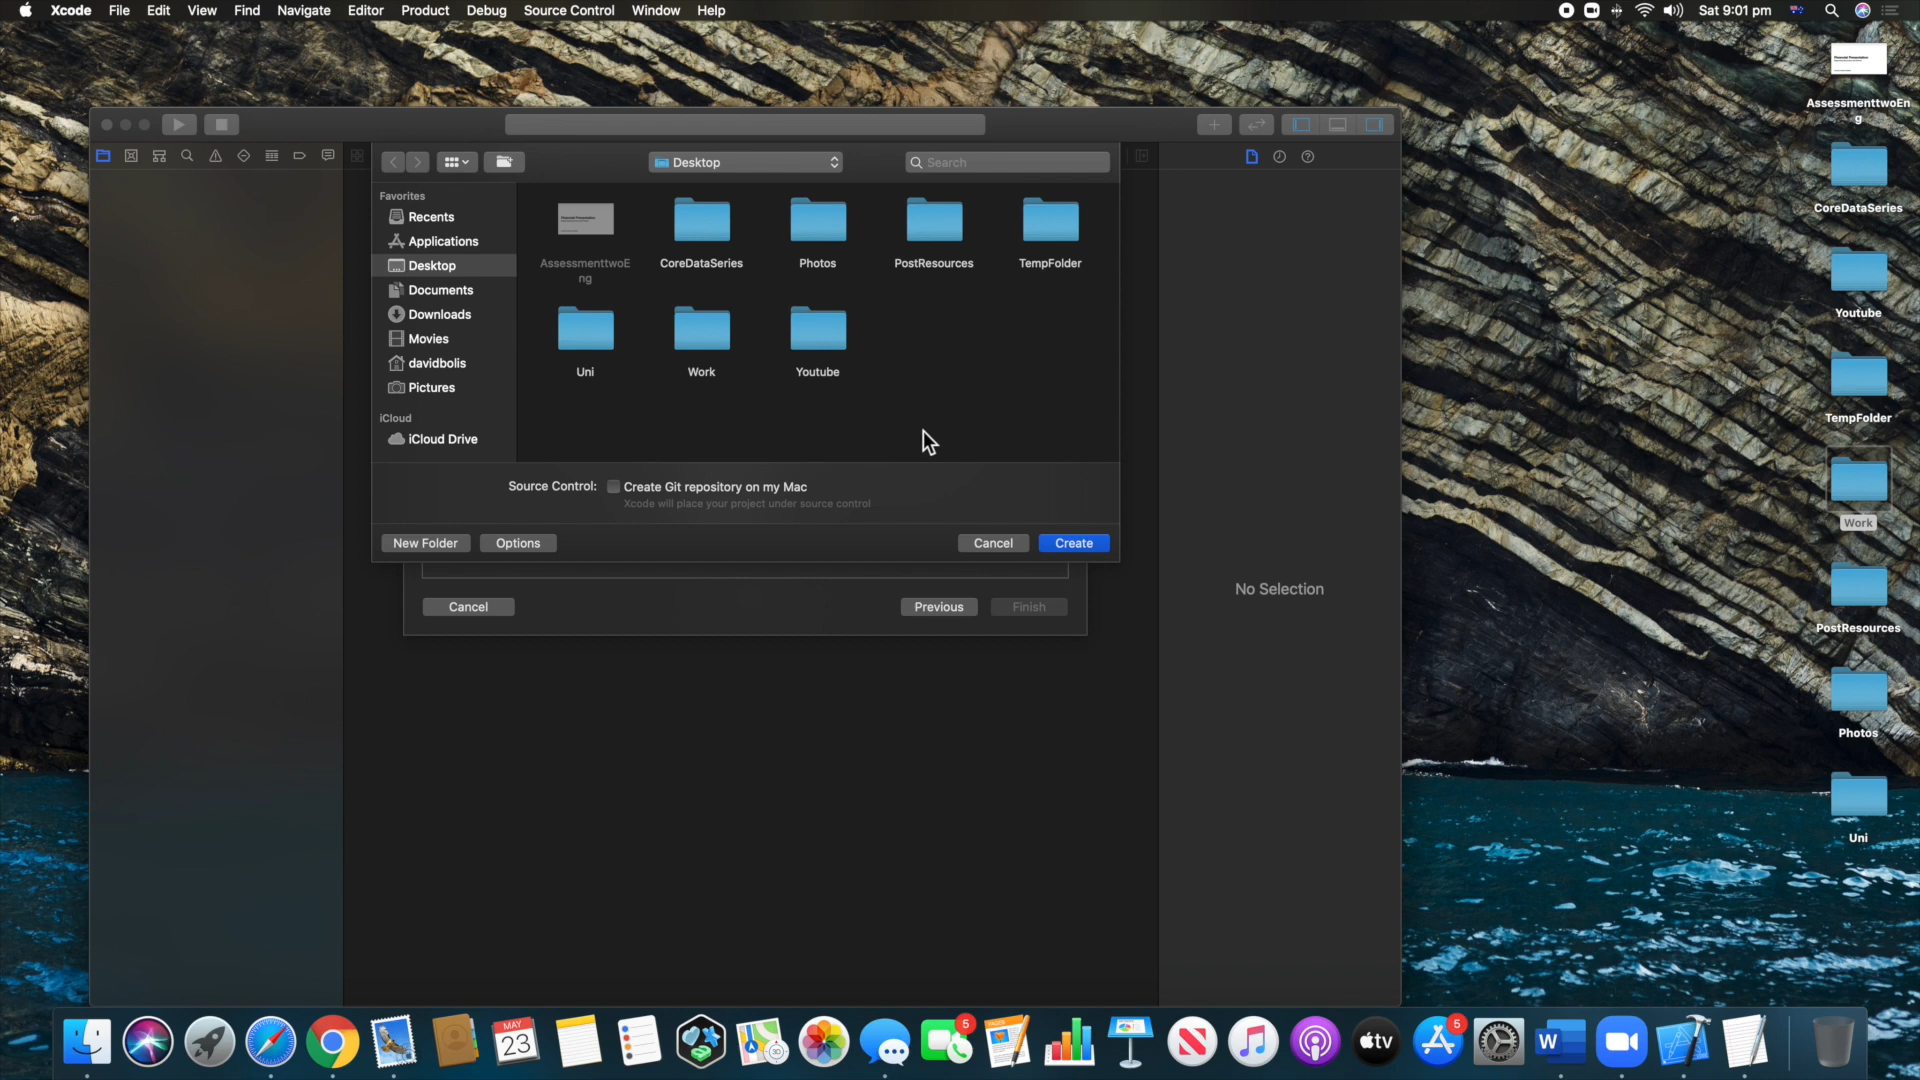 Xcode File Edit View Find Navigate Editor Product Debug Source Control Window Help
Sat 9:01 pm
Desktop
Search
Favorites
Recents
Applications
Desktop
Documents
Downloads
Movies
davidbolis
Pictures
iCloud
iCloud Drive
AssessmenttwoE
ng
CoreDataSeries
Photos
PostResources
TempFolder
Uni
Work
Youtube
Source Control: Create Git repository on my Mac
Xcode will place your project under source control
New Folder
Options
Cancel
Create
Cancel
Previous
Finish
No Selection
Financial Presentation
AssessmenttwoEn
g
CoreDataSeries
Youtube
TempFolder
Work
PostResources
Photos
Uni
MAY
23
5
tv
5
W